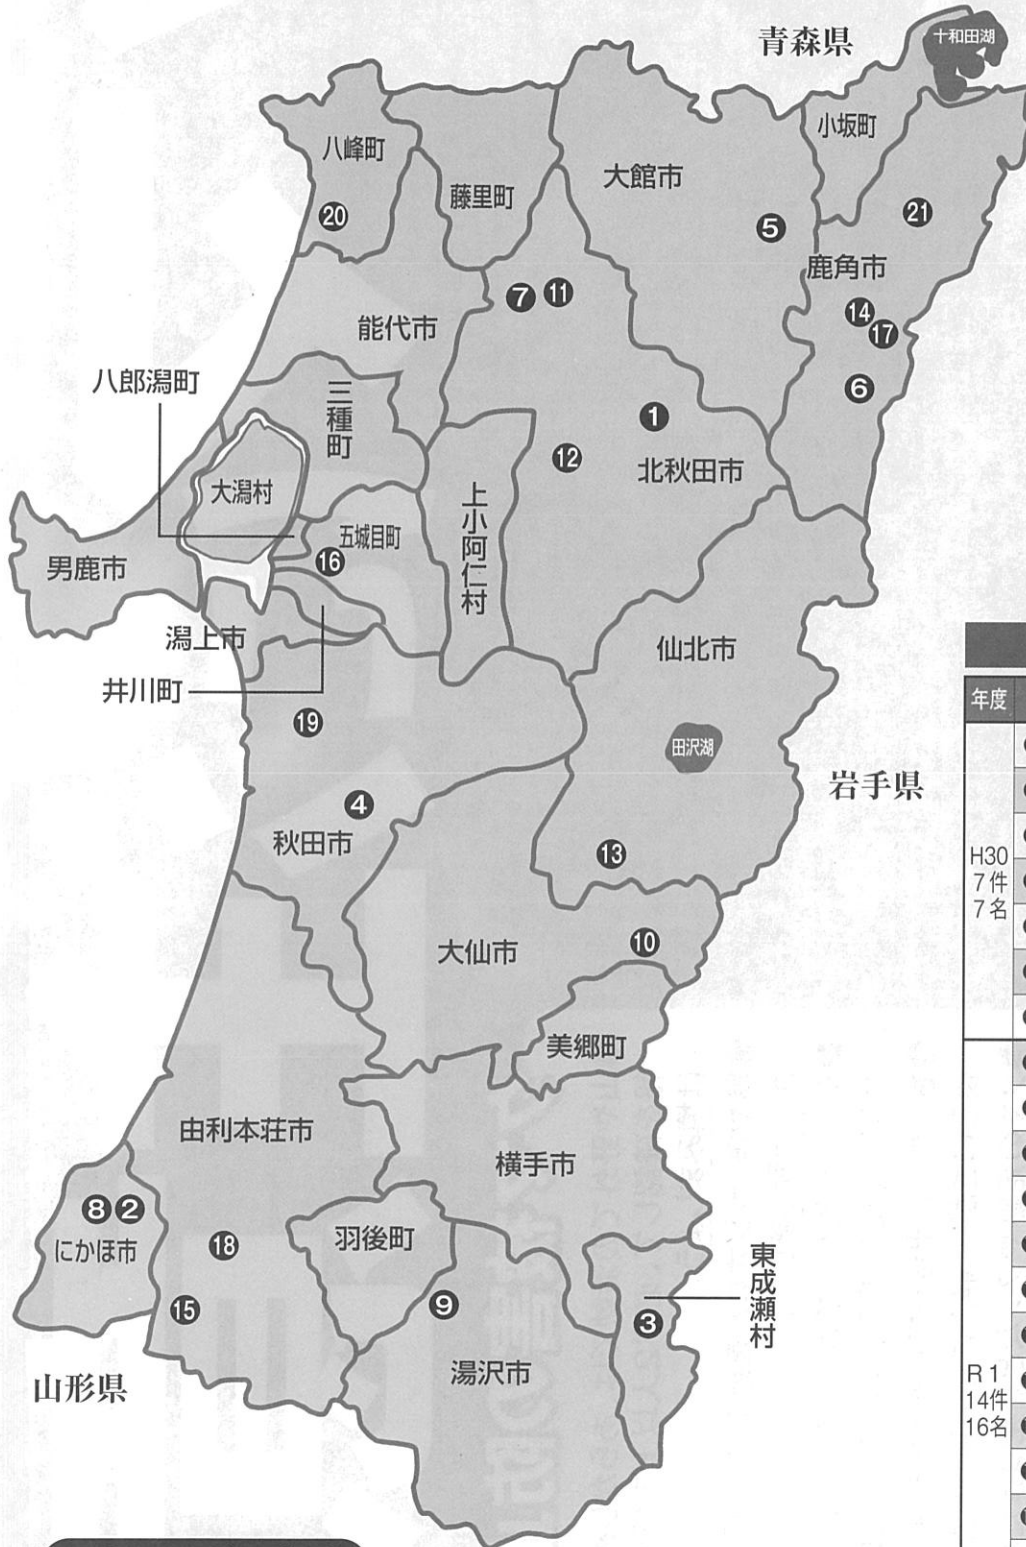 青森県
十和田湖
小坂町
八峰町
大館市
藤里町
⑳
㉑
⑤
鹿角市
⑦ ⑪
⑭
⑰
能代市
八郎潟町
三種町
⑥
①
⑫
北秋田市
大潟村
上小阿仁村
五城目町
⑯
男鹿市
潟上市
仙北市
井川町
⑲
田沢湖
岩手県
④
秋田市
⑬
大仙市
⑩
美郷町
由利本荘市
横手市
⑧②
にかほ市
⑱
羽後町
東成瀬村
⑮
⑨
③
湯沢市
山形県
年度
H30
7件
7名
R1
14件
16名